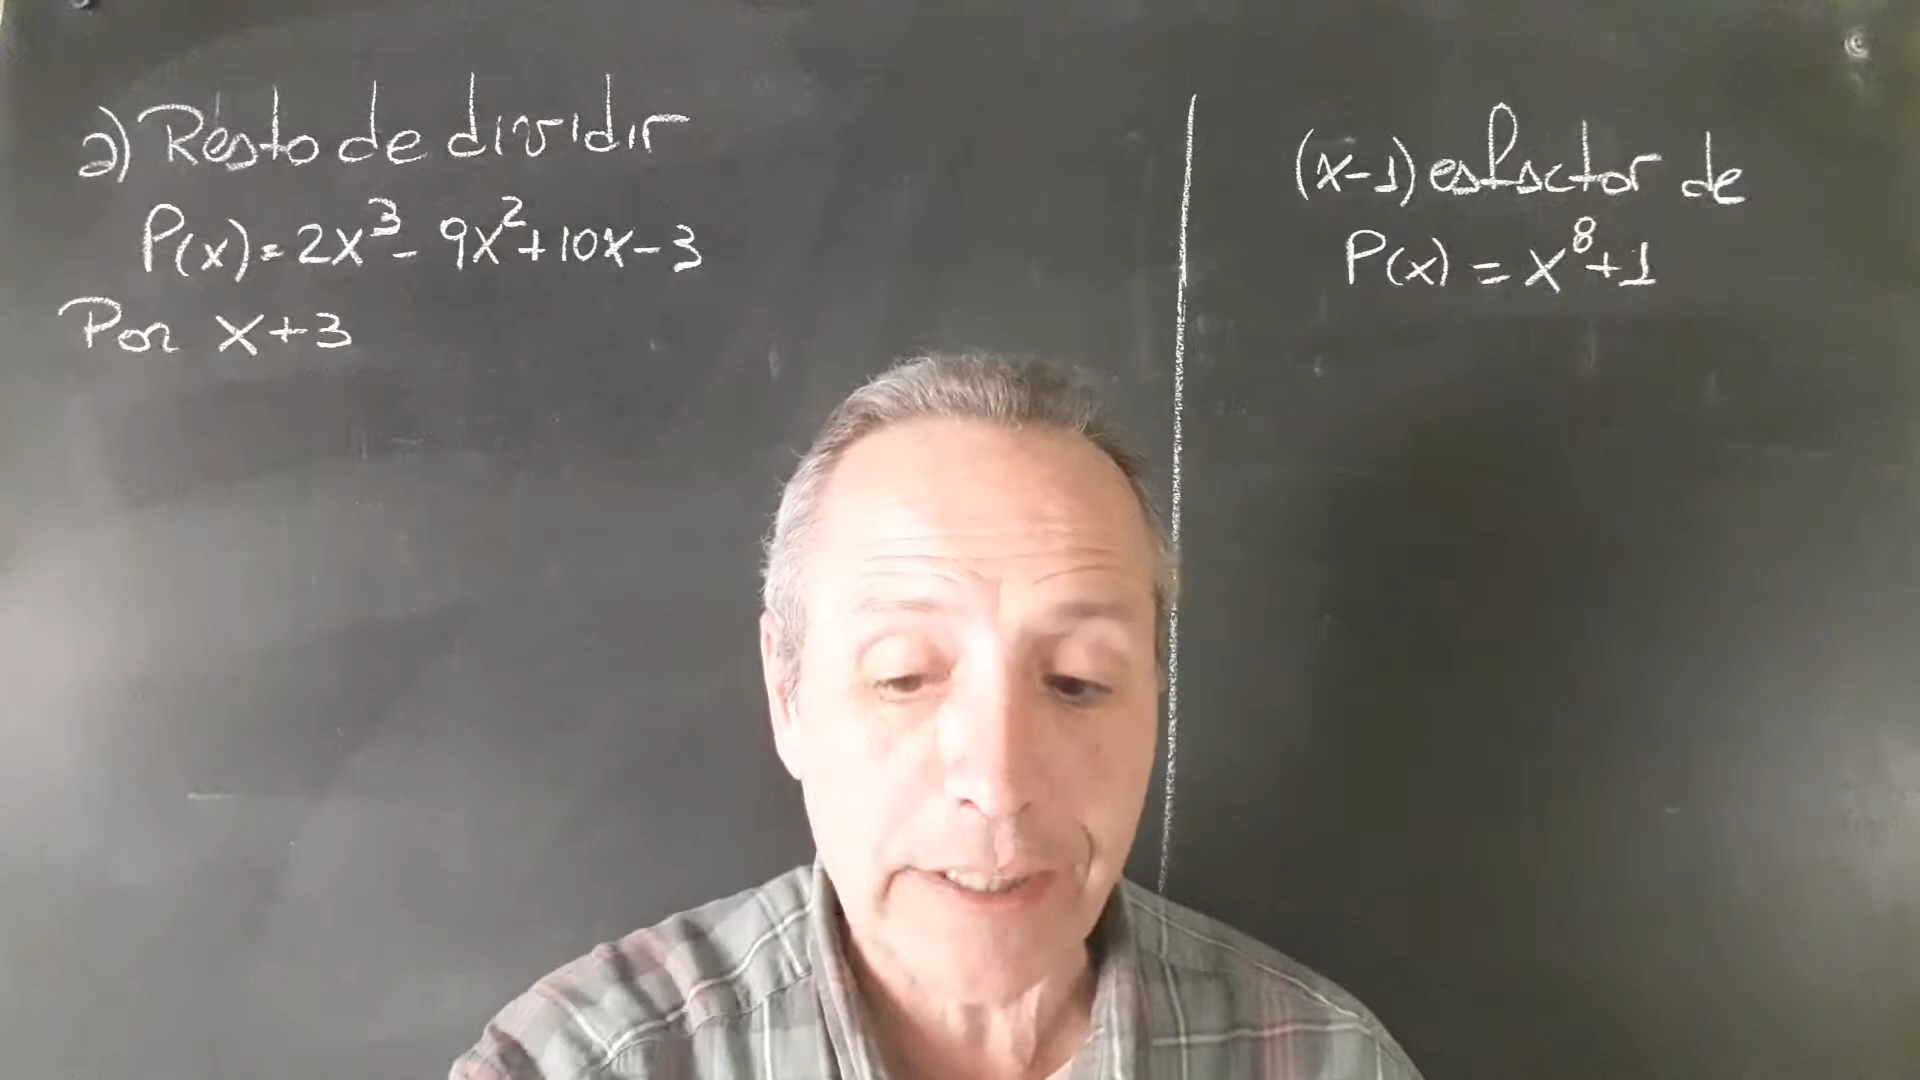 a) Resto de dividir
P(x) = 2x³ - 9x² + 10x - 3
Por x+3
(x-1) es factor de
P(x) = x⁸+1